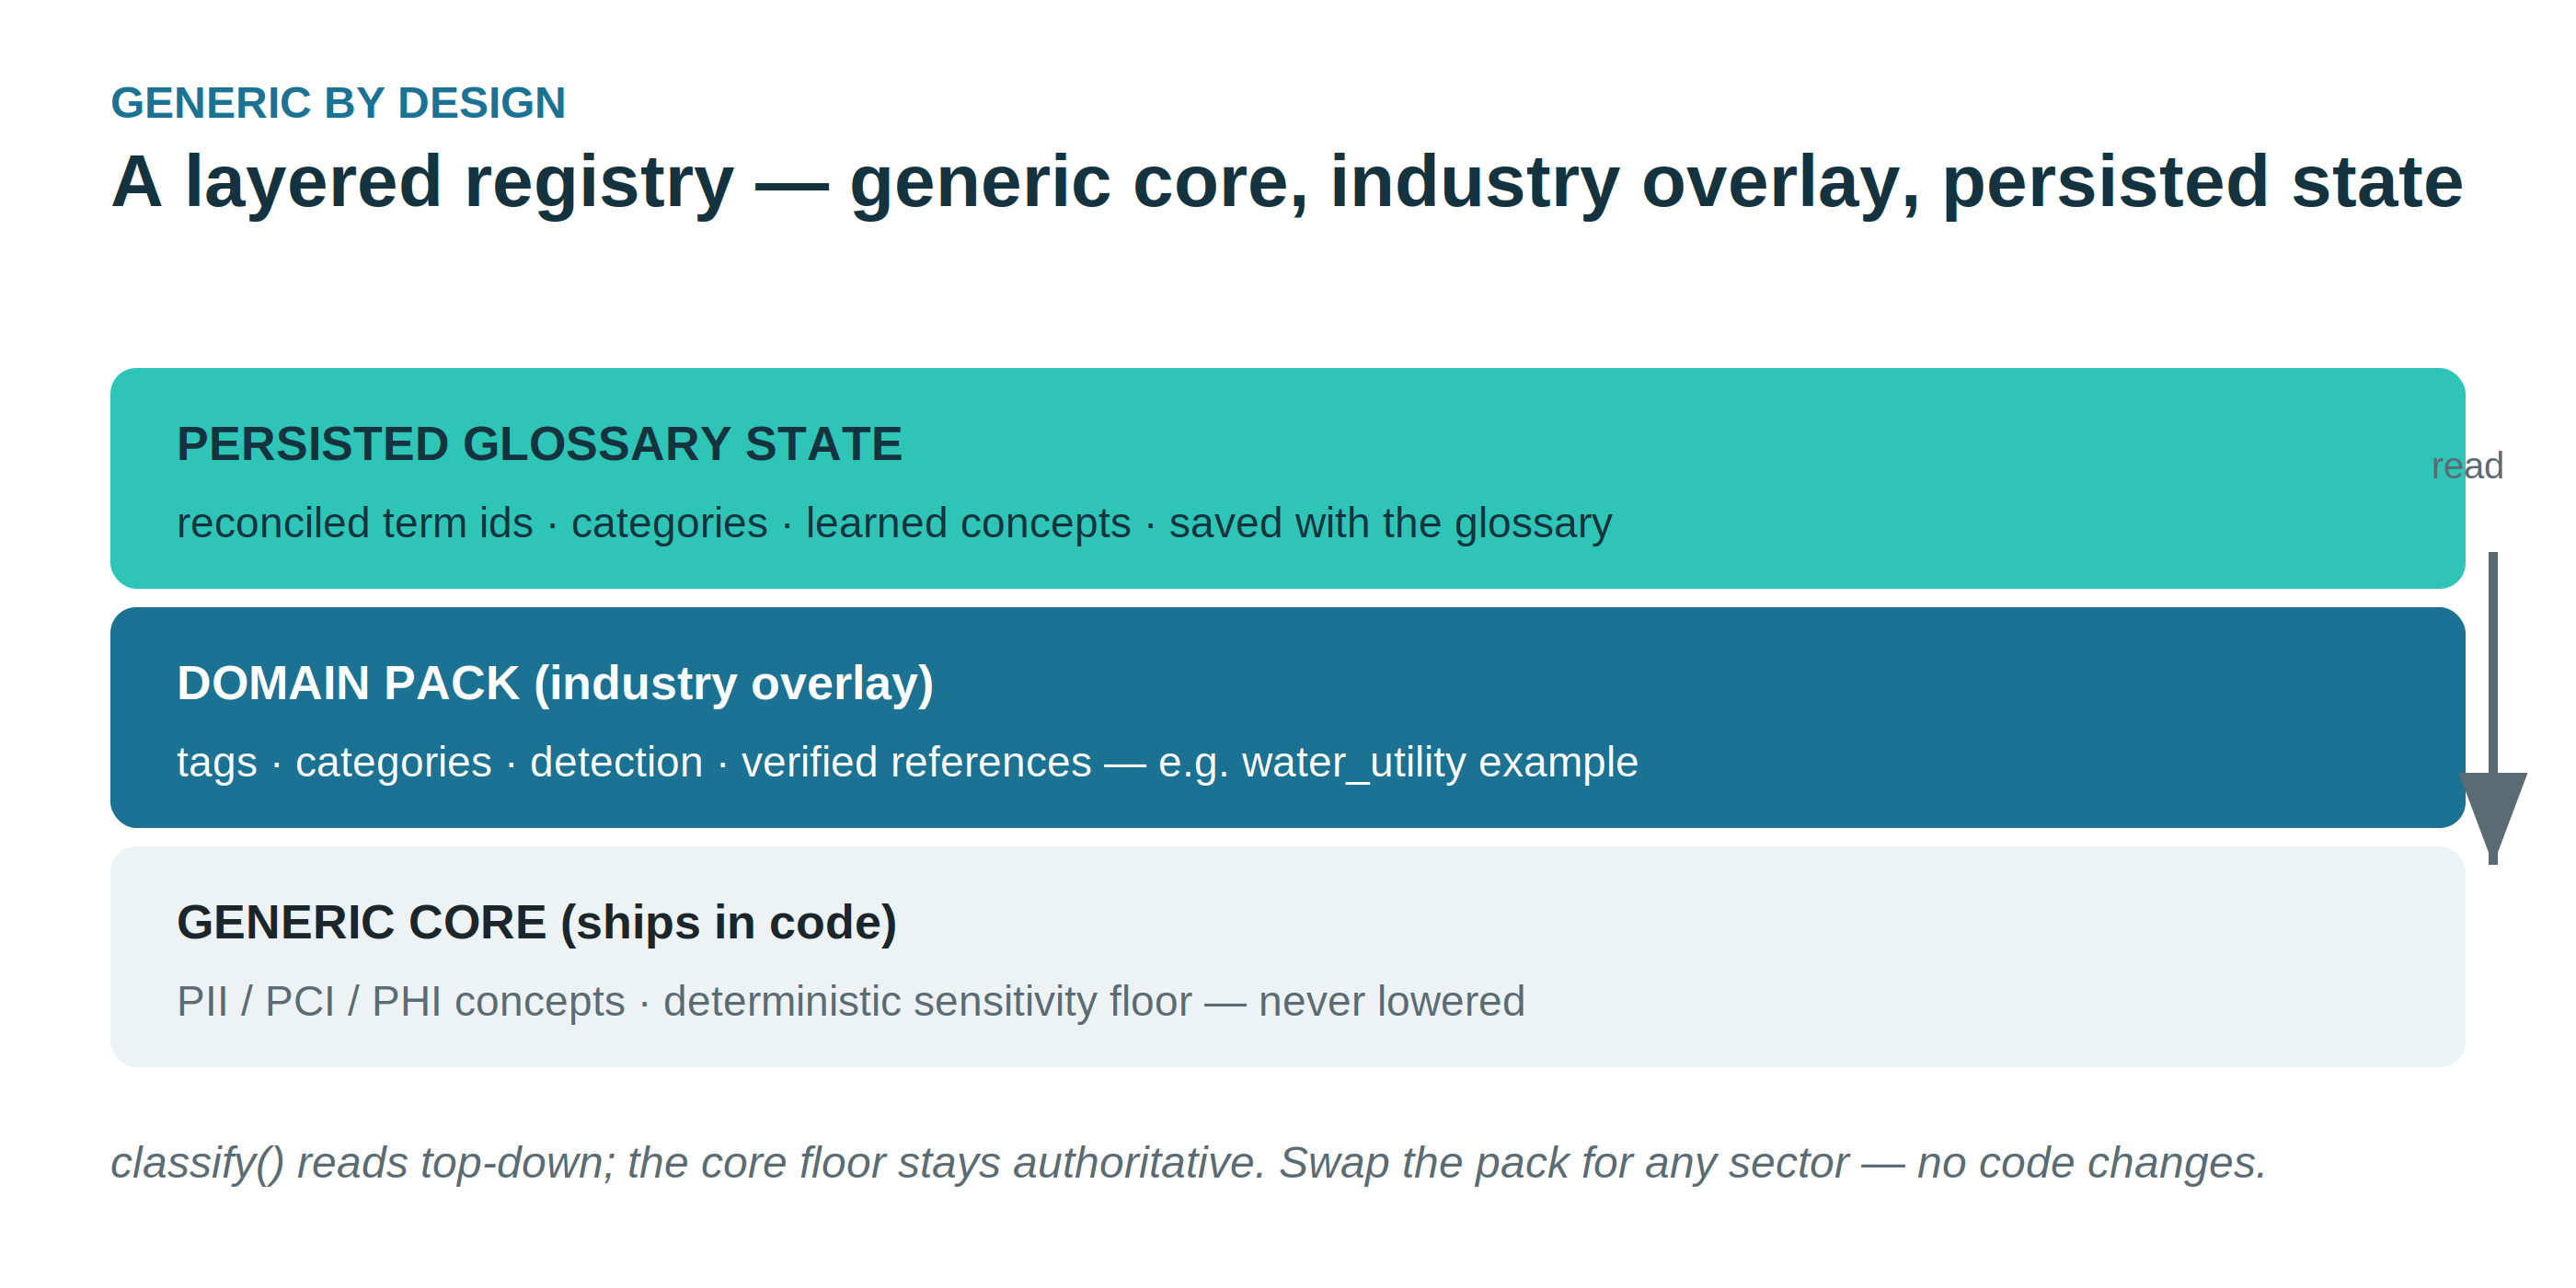 GENERIC BY DESIGN
A layered registry — generic core, industry overlay, persisted state
PERSISTED GLOSSARY STATE
read
reconciled term ids · categories · learned concepts · saved with the glossary
DOMAIN PACK (industry overlay)
tags · categories · detection · verified references — e.g. water_utility example
GENERIC CORE (ships in code)
PII / PCI / PHI concepts · deterministic sensitivity floor — never lowered
classify() reads top-down; the core floor stays authoritative. Swap the pack for any sector — no code changes.